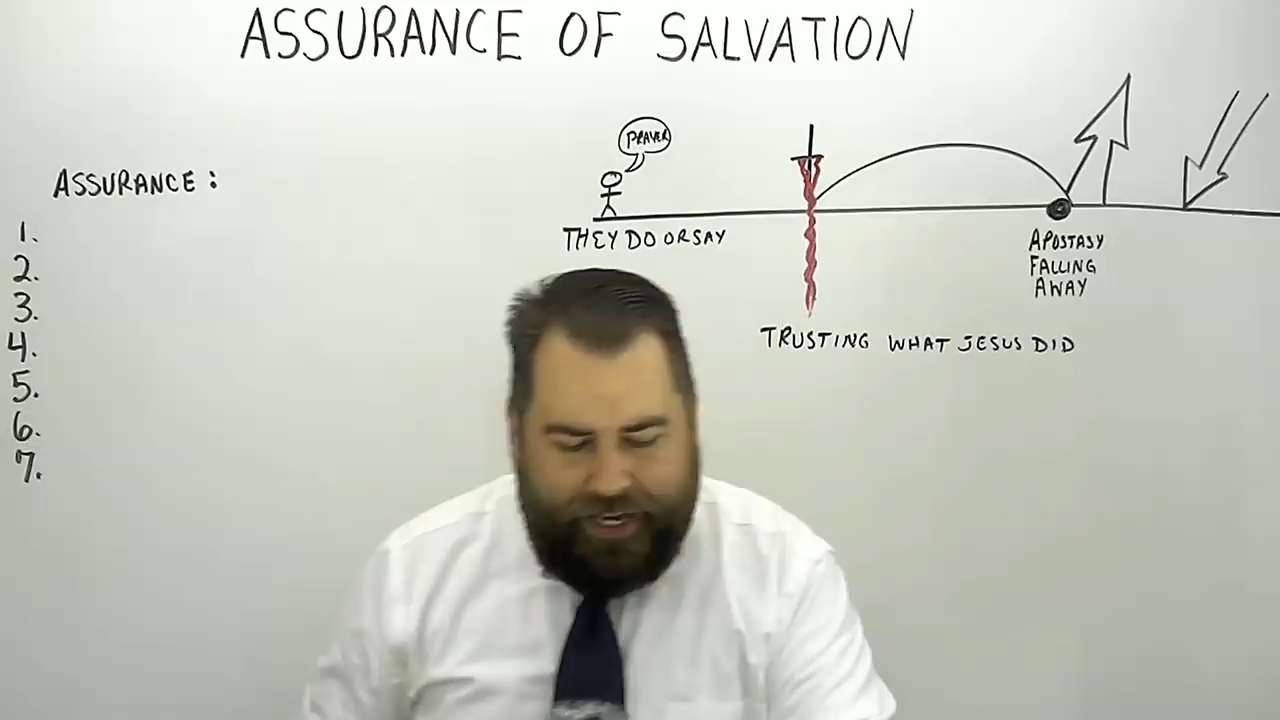 ASSURANCE OF SALVATION
PRAYER
ASSURANCE:
THEY DO OR SAY
APOSTASY
FALLING
AWAY
1.
2.
3.
4.
5.
6.
7.
TRUSTING WHAT JESUS DID